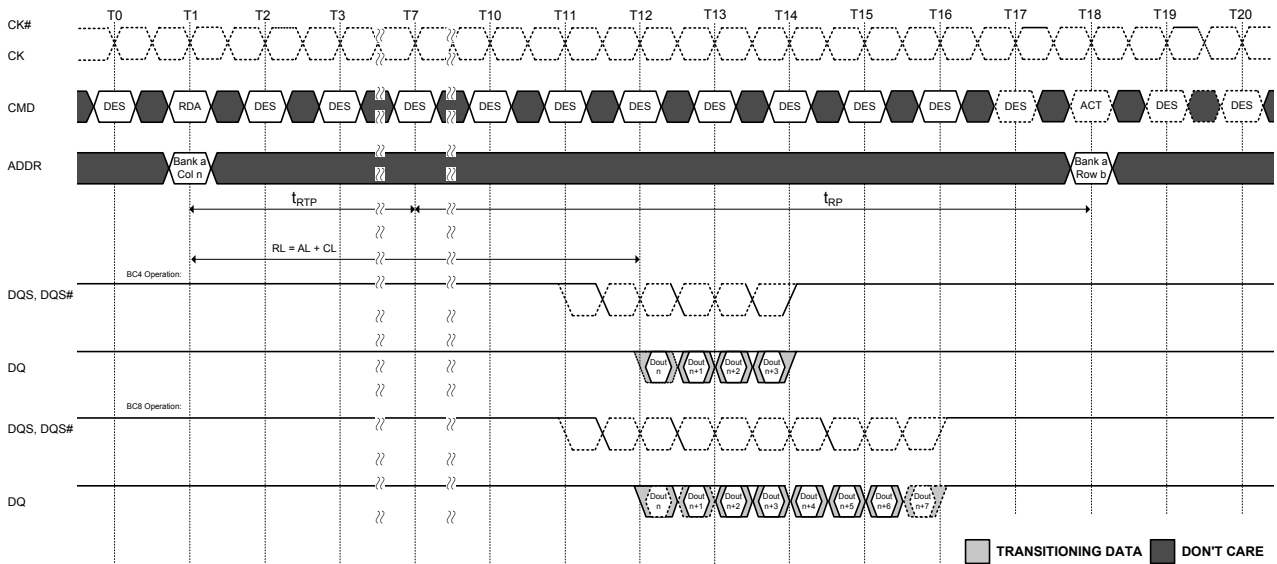 T0 T1 T2 T3 T7 T10 T11 T12 T13 T14 T15 T16 T17 T18 T19 T20
CK#
CK
CMD DES RDA DES DES DES DES DES DES DES DES DES DES DES ACT DES DES
ADDR
Bank a
Col n
Bank a
Row b
tRTP tRP
RL = AL + CL
BC4 Operation:
DQS, DQS#
DQ
Dout Dout Dout Dout
n n+1 n+2 n+3
BC8 Operation:
DQS, DQS#
DQ
Dout Dout Dout Dout Dout Dout Dout Dout
n n+1 n+2 n+3 n+4 n+5 n+6 n+7
TRANSITIONING DATA DON'T CARE